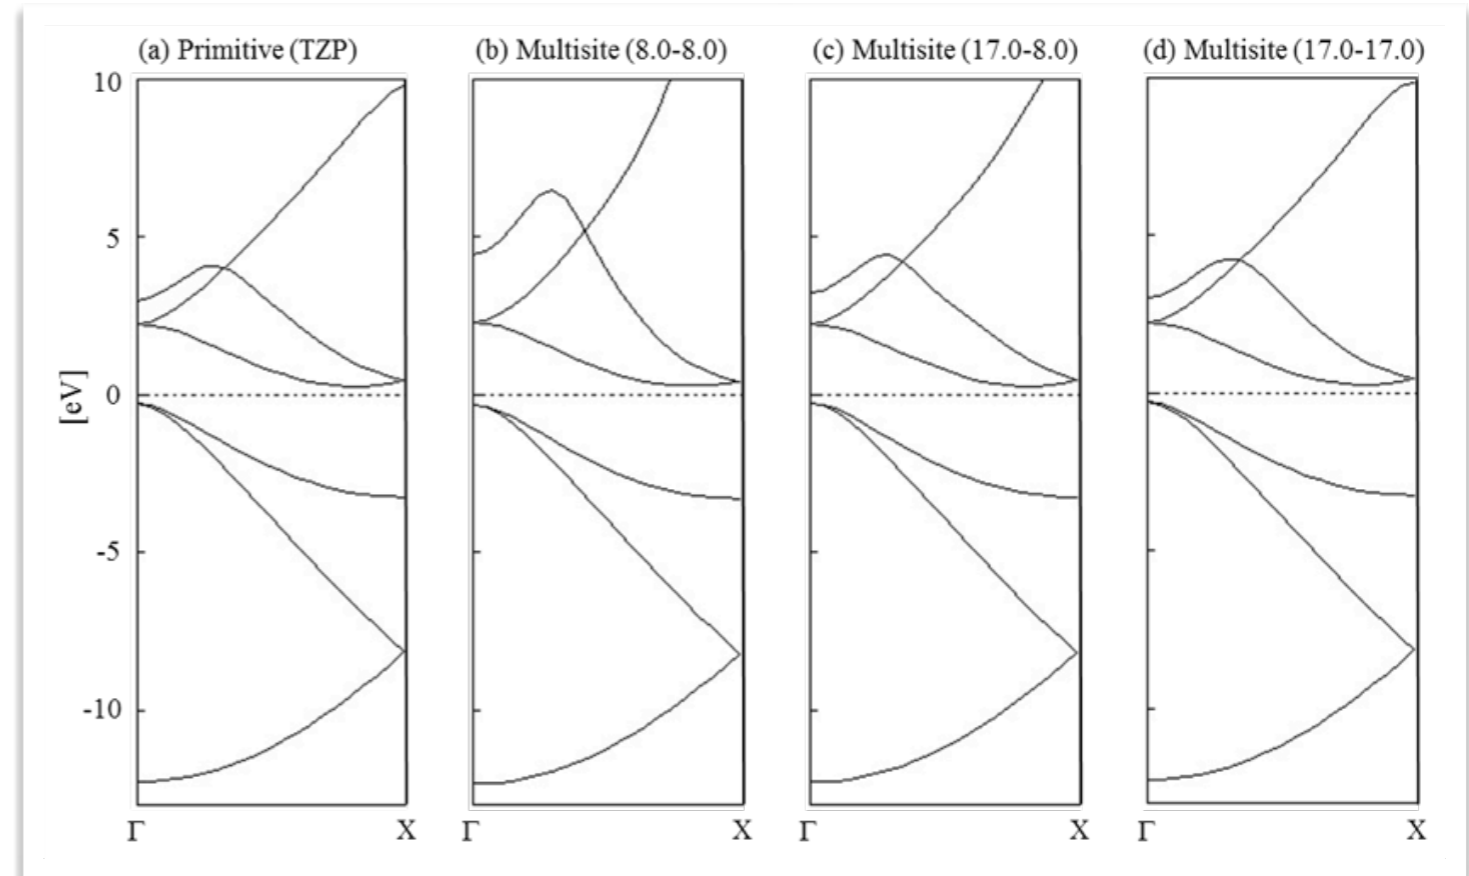 (a) Primitive (TZP) (b) Multisite (8.0-8.0) (c) Multisite (17.0-8.0) (d) Multisite (17.0-17.0)
10
5
0
-5
-10
[eV]
Γ X Γ X Γ X Γ X